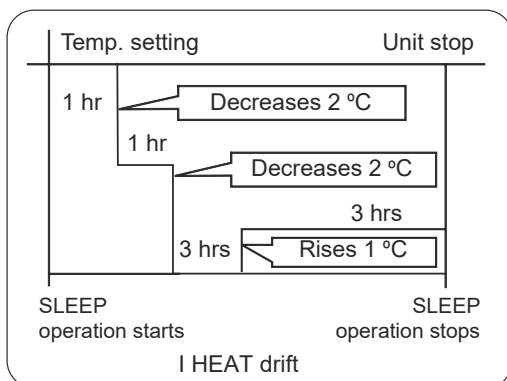 Temp. setting
Unit stop
1 hr
Decreases 2 ºC
1 hr
Decreases 2 ºC
3 hrs
3 hrs
Rises 1 ºC
SLEEP
operation starts
SLEEP
operation stops
I HEAT drift